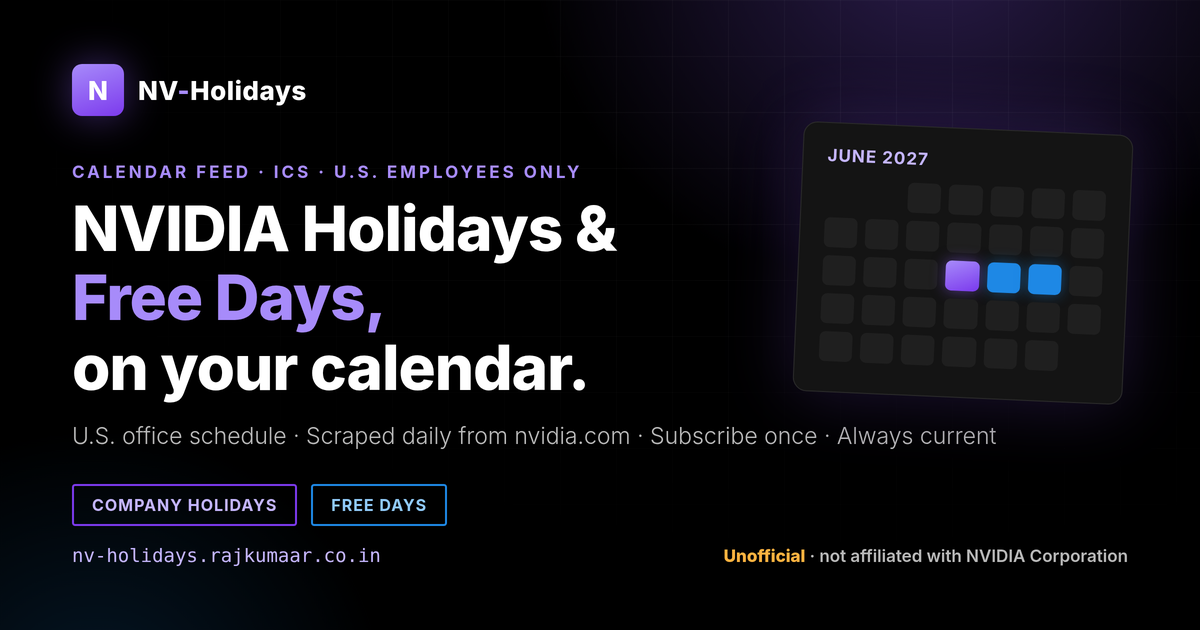 N
NV-Holidays
CALENDAR FEED · ICS · U.S. EMPLOYEES ONLY
NVIDIA Holidays &
Free Days,
on your calendar.
JUNE 2027
U.S. office schedule · Scraped daily from nvidia.com · Subscribe once · Always current
COMPANY HOLIDAYS
FREE DAYS
nv-holidays.rajkumaar.co.in
Unofficial · not affiliated with NVIDIA Corporation